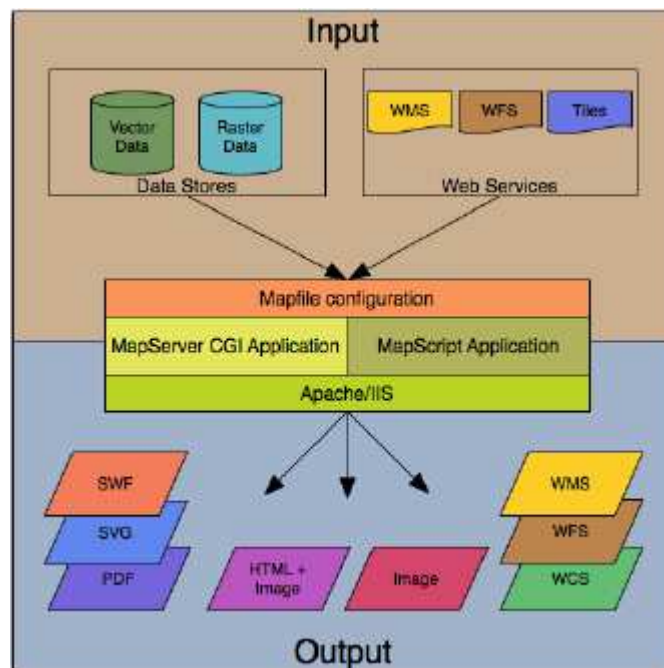 Input
Vector
Data
Raster
Data
Data Stores
WMS
WFS
Tiles
Web Services
Mapfile configuration
MapServer CGI Application
MapScript Application
Apache/IIS
SWF
SVG
PDF
HTML +
Image
Image
WMS
WFS
WCS
Output